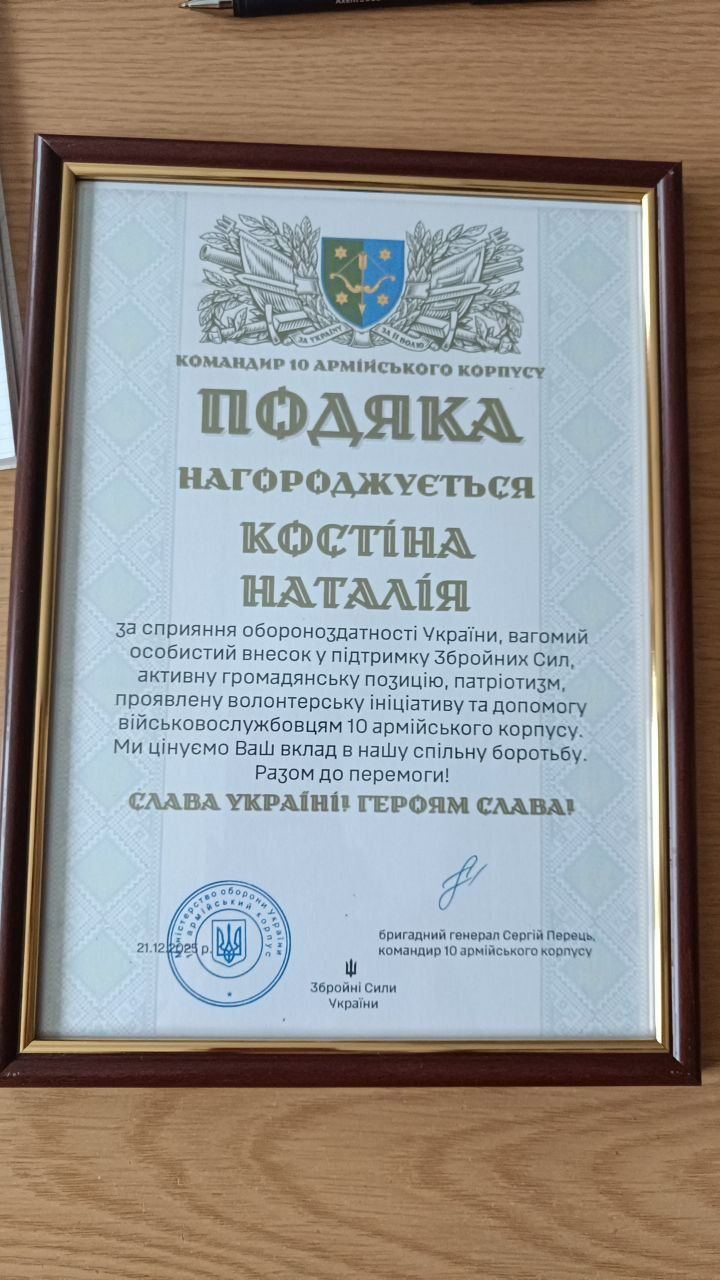 ЗА УКРАЇНУ ЗА ЇЇ ВОЛЮ
КОМАНДИР 10 АРМІЙСЬКОГО КОРПУСУ
ПОДЯКА
НАГОРОДЖУЄТЬСЯ
КОСТІНА
НАТАЛІЯ
за сприяння обороноздатності України, вагомий
особистий внесок у підтримку Збройних Сил,
активну громадянську позицію, патріотизм,
проявлену волонтерську ініціативу та допомогу
військовослужбовцям 10 армійського корпусу.
Ми цінуємо Ваш вклад в нашу спільну боротьбу.
Разом до перемоги!
СЛАВА УКРАЇНІ! ГЕРОЯМ СЛАВА!
Міністерство оборони України
10 армійський корпус
21.12.2025 р.
бригадний генерал Сергій Перець,
командир 10 армійського корпусу
Збройні Сили
України